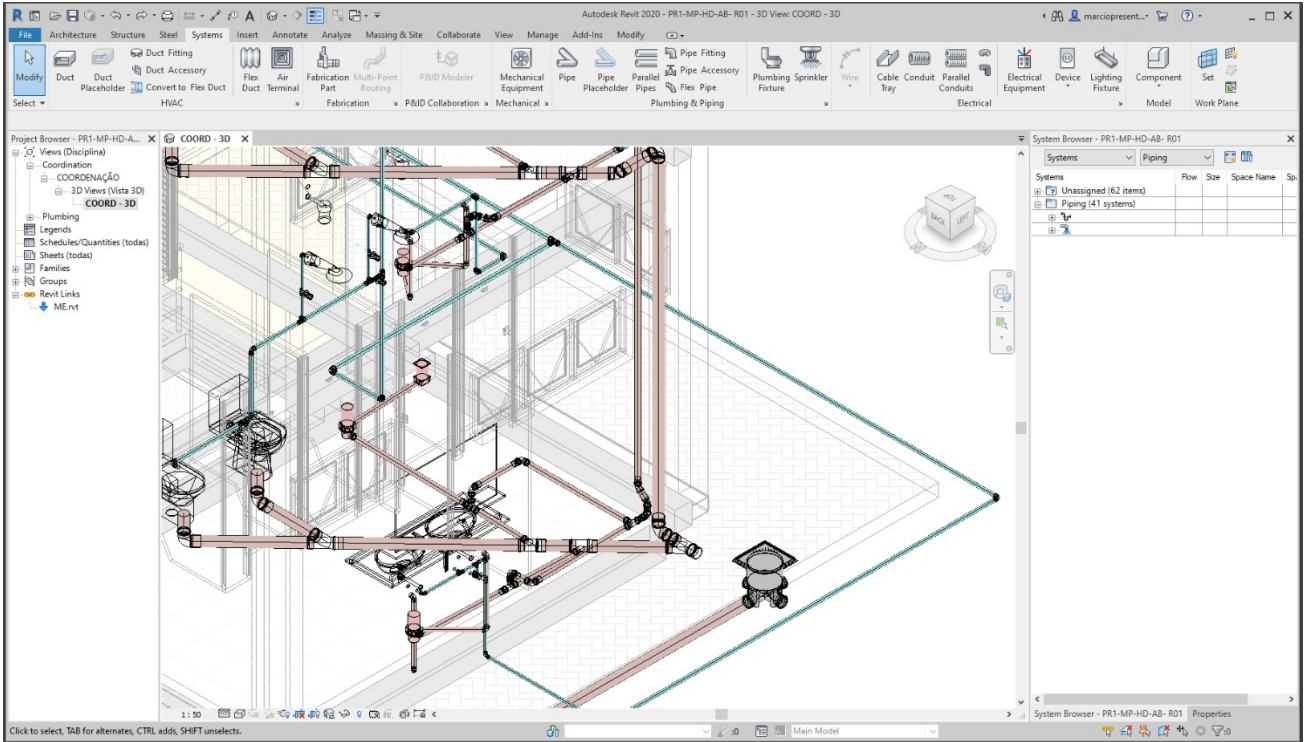 Autodesk Revit 2020 - PR1-MP-HD-AB- R01 - 3D View: COORD - 3D
marciopresent...
File Architecture Structure Steel Systems Insert Annotate Analyze Massing & Site Collaborate View Manage Add-Ins Modify
Modify
Duct
Duct Placeholder
Duct Fitting
Duct Accessory
Convert to Flex Duct
Flex Duct
Air Terminal
Fabrication Part
Multi-Point Routing
P&ID Modeler
Mechanical Equipment
Pipe
Pipe Placeholder
Parallel Pipes
Pipe Fitting
Pipe Accessory
Flex Pipe
Plumbing Fixture
Sprinkler
Wire
Cable Tray
Conduit
Parallel Conduits
Electrical Equipment
Device
Lighting Fixture
Component
Set
Select
HVAC
Fabrication
P&ID Collaboration
Mechanical
Plumbing & Piping
Electrical
Model
Work Plane
Project Browser - PR1-MP-HD-A...
Views (Disciplina)
Coordination
COORDENAÇÃO
3D Views (Vista 3D)
COORD - 3D
Plumbing
Legends
Schedules/Quantities (todas)
Sheets (todas)
Families
Groups
Revit Links
ME.rvt
COORD - 3D
BACK
LEFT
1 : 50
System Browser - PR1-MP-HD-AB- R01
Systems
Piping
Systems Flow Size Space Name Sp
Unassigned (62 items)
Piping (41 systems)
System Browser - PR1-MP-HD-AB- R01 Properties
Click to select, TAB for alternates, CTRL adds, SHIFT unselects.
:0
Main Model
:0